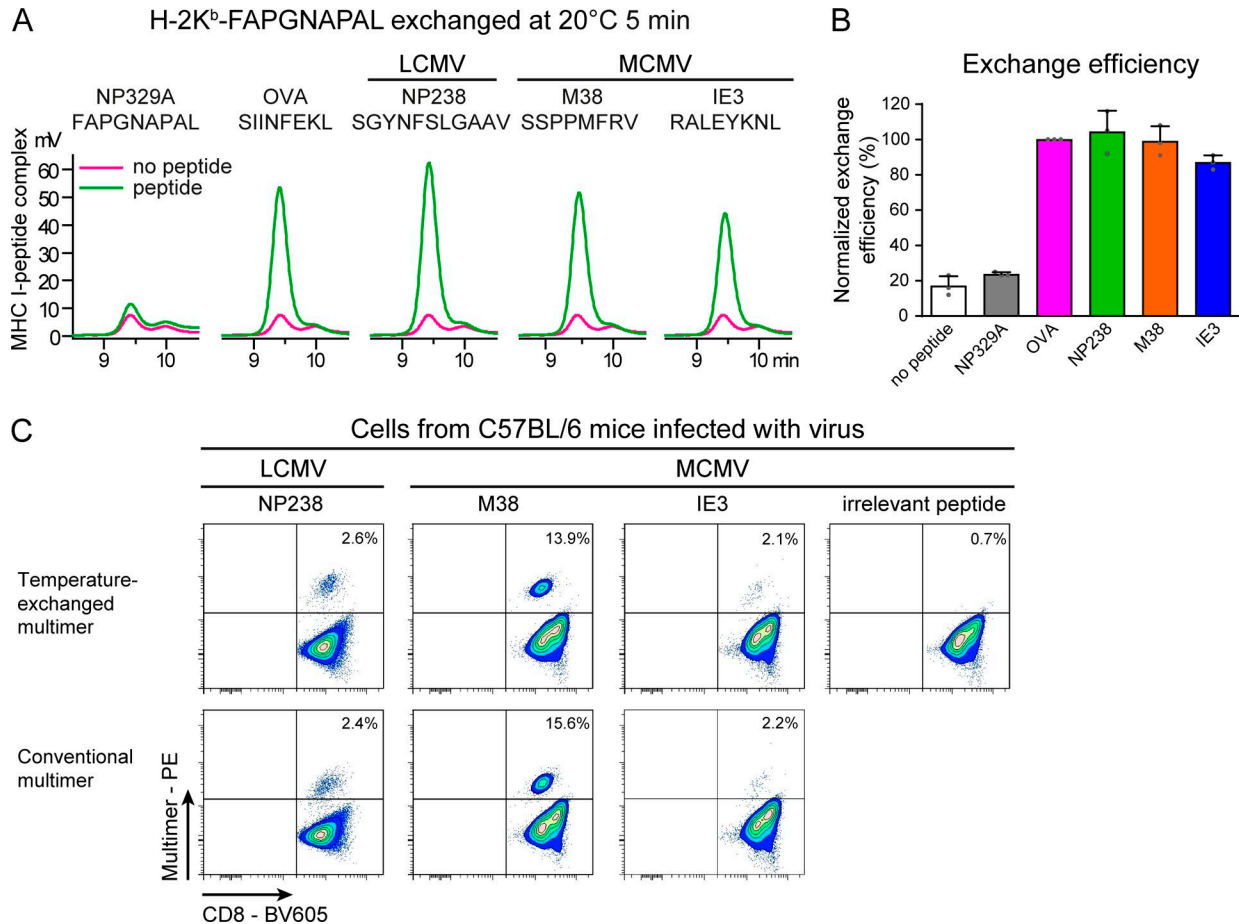 A
H-2Kᵇ-FAPGNAPAL exchanged at 20°C 5 min
LCMV
MCMV
NP329A
FAPGNAPAL
OVA
SIINFEKL
NP238
SGYNFSLGAAV
M38
SSPPMFRV
IE3
RALEYKNL
MHC I-peptide complex
mV
60
50
40
30
20
10
0
no peptide
peptide
9 10
9 10
9 10
9 10
9 10 min
B
Exchange efficiency
Normalized exchange
efficiency (%)
120
100
80
60
40
20
0
no peptide
NP329A
OVA
NP238
M38
IE3
C
Cells from C57BL/6 mice infected with virus
LCMV
MCMV
NP238
M38
IE3
irrelevant peptide
Temperature-
exchanged
multimer
2.6%
13.9%
2.1%
0.7%
Conventional
multimer
2.4%
15.6%
2.2%
Multimer - PE
CD8 - BV605